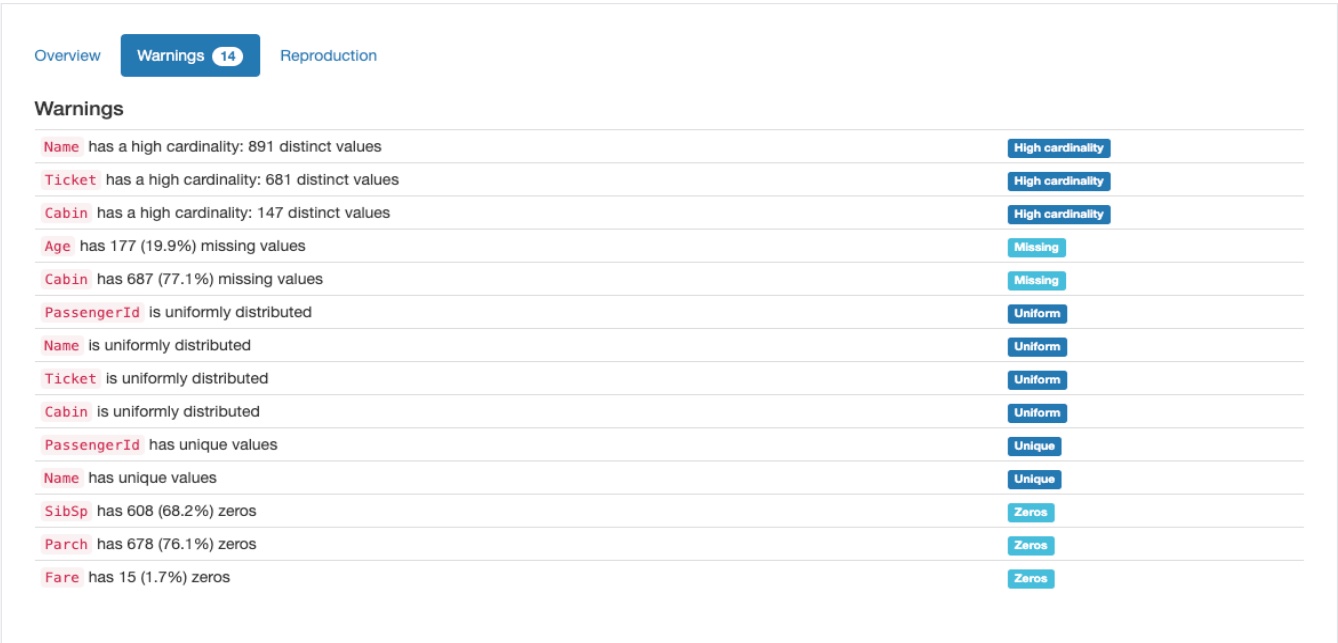 Overview Warnings 14 Reproduction
Warnings
Name has a high cardinality: 891 distinct values High cardinality
Ticket has a high cardinality: 681 distinct values High cardinality
Cabin has a high cardinality: 147 distinct values High cardinality
Age has 177 (19.9%) missing values Missing
Cabin has 687 (77.1%) missing values Missing
PassengerId is uniformly distributed Uniform
Name is uniformly distributed Uniform
Ticket is uniformly distributed Uniform
Cabin is uniformly distributed Uniform
PassengerId has unique values Unique
Name has unique values Unique
SibSp has 608 (68.2%) zeros Zeros
Parch has 678 (76.1%) zeros Zeros
Fare has 15 (1.7%) zeros Zeros